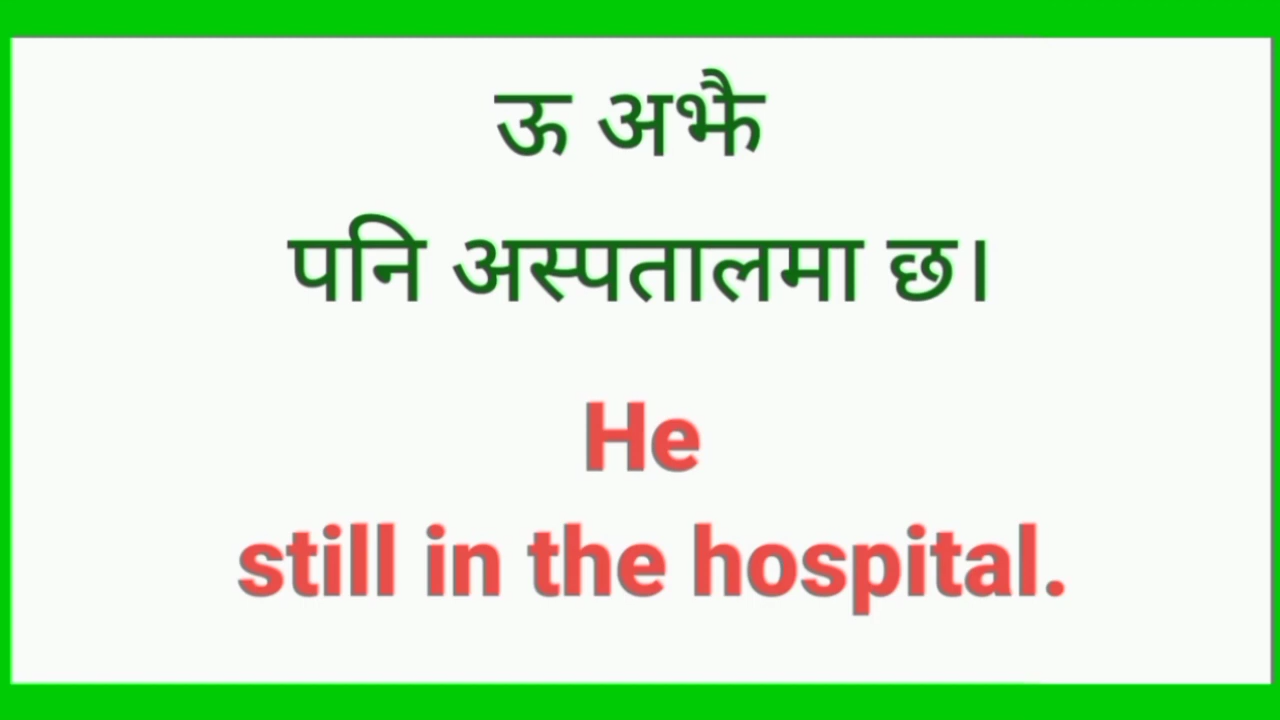 ऊ अझै
पनि अस्पतालमा छ।
He
still in the hospital.